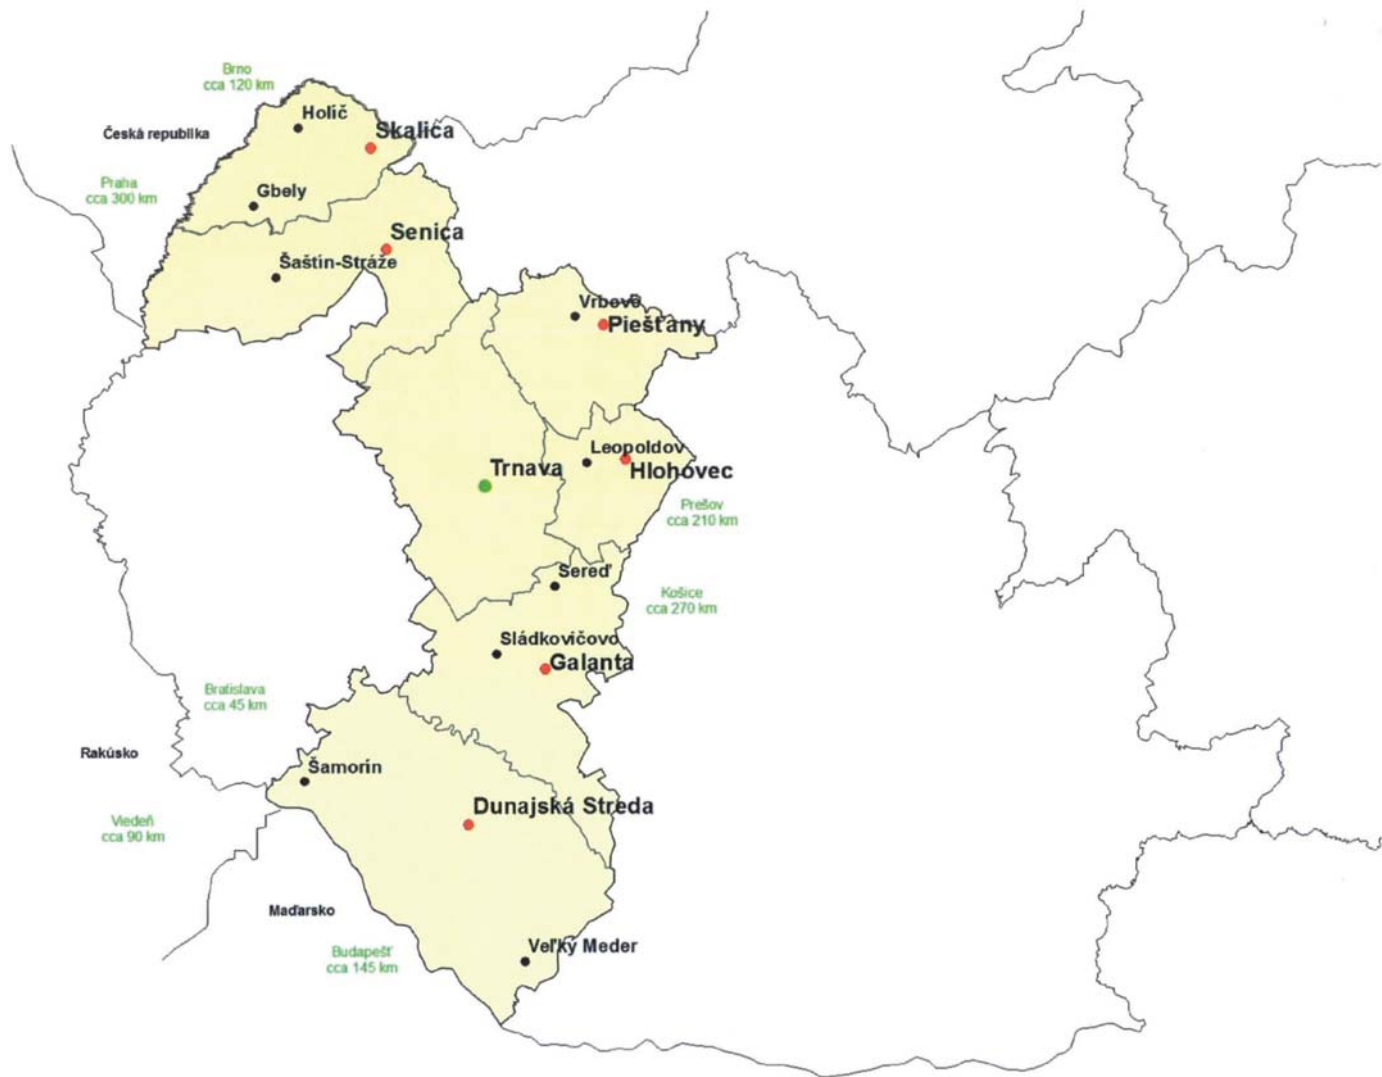 Brno
cca 120 km
Holíč
Česká republika
Skalica
Praha
cca 300 km
Gbely
Senica
Šaštín-Stráže
Vrbové
Piešťany
Leopoldov
Trnava
Hlohovec
Prešov
cca 210 km
Sereď
Košice
cca 270 km
Sládkovičovo
Galanta
Bratislava
cca 45 km
Rakúsko
Šamorín
Dunajská Streda
Viedeň
cca 90 km
Maďarsko
Veľký Meder
Budapešť
cca 145 km